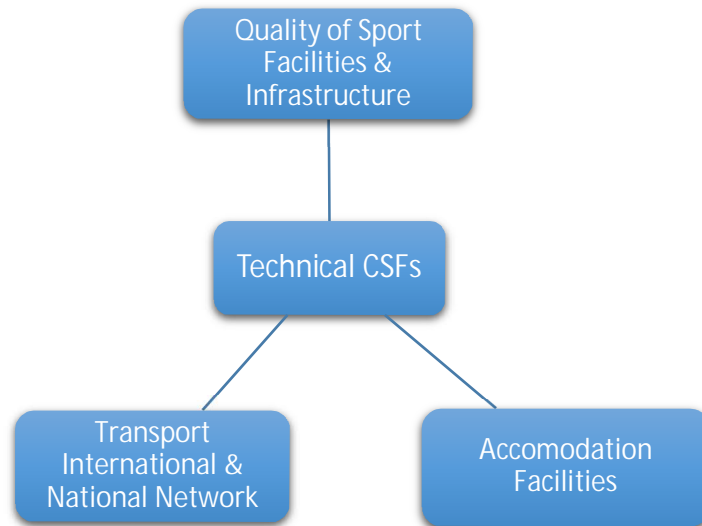 Quality of Sport
Facilities &
Infrastructure
Technical CSFs
Transport
International &
National Network
Accomodation
Facilities